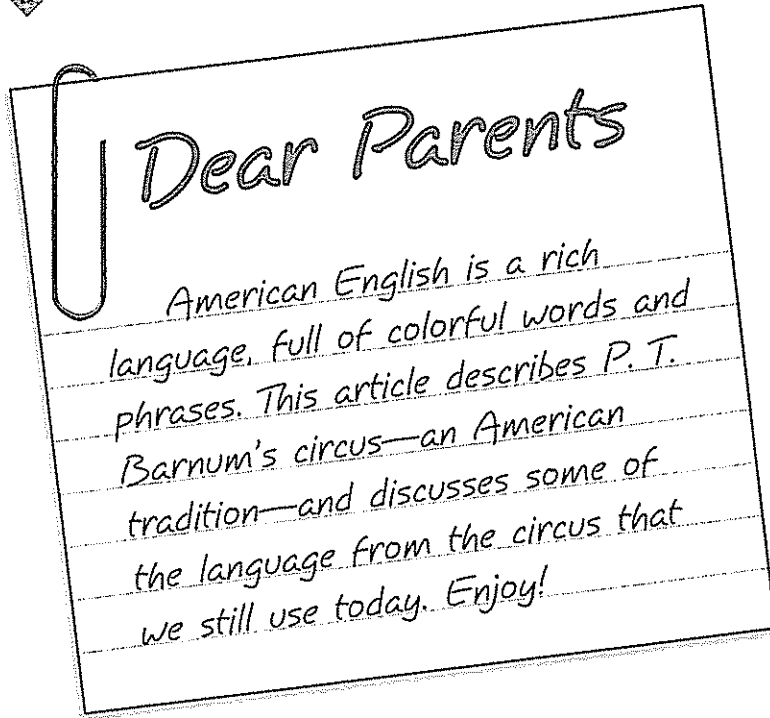 Dear Parents
American English is a rich
language, full of colorful words and
phrases. This article describes P. T.
Barnum's circus—an American
tradition—and discusses some of
the language from the circus that
we still use today. Enjoy!